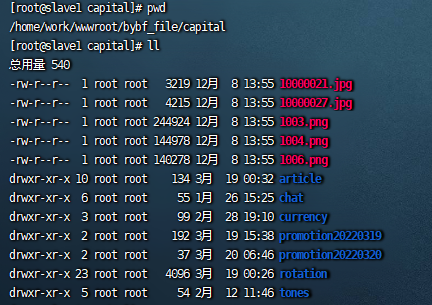 [root@slave1 capital]# pwd
/home/work/wwwroot/bybf_file/capital
[root@slave1 capital]# ll
总用量 540
-rw-r--r-- 1 root root 3219 12月 8 13:55 10000021.jpg
-rw-r--r-- 1 root root 4215 12月 8 13:55 10000027.jpg
-rw-r--r-- 1 root root 244924 12月 8 13:55 1003.png
-rw-r--r-- 1 root root 144978 12月 8 13:55 1004.png
-rw-r--r-- 1 root root 140278 12月 8 13:55 1006.png
drwxr-xr-x 10 root root 134 3月 19 00:32 article
drwxr-xr-x 6 root root 55 1月 26 15:25 chat
drwxr-xr-x 3 root root 99 2月 28 19:10 currency
drwxr-xr-x 2 root root 192 3月 19 15:38 promotion20220319
drwxr-xr-x 2 root root 37 3月 20 06:46 promotion20220320
drwxr-xr-x 23 root root 4096 3月 19 00:26 rotation
drwxr-xr-x 5 root root 54 2月 12 11:46 tones